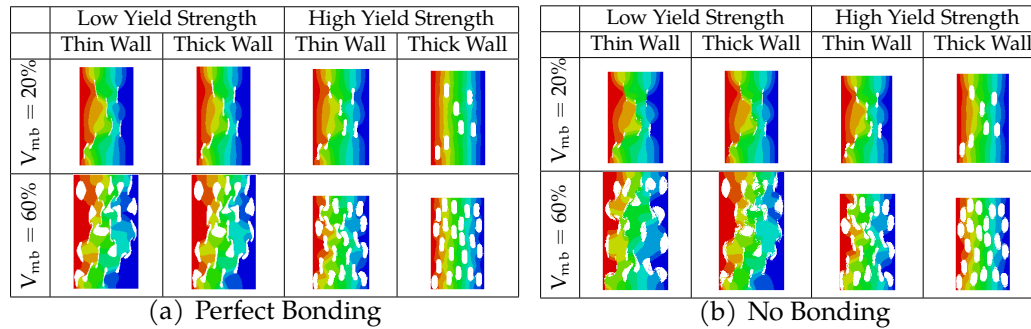 Low Yield Strength High Yield Strength
Thin Wall Thick Wall Thin Wall Thick Wall
V_mb = 20%
V_mb = 60%
(a) Perfect Bonding
Low Yield Strength High Yield Strength
Thin Wall Thick Wall Thin Wall Thick Wall
V_mb = 20%
V_mb = 60%
(b) No Bonding